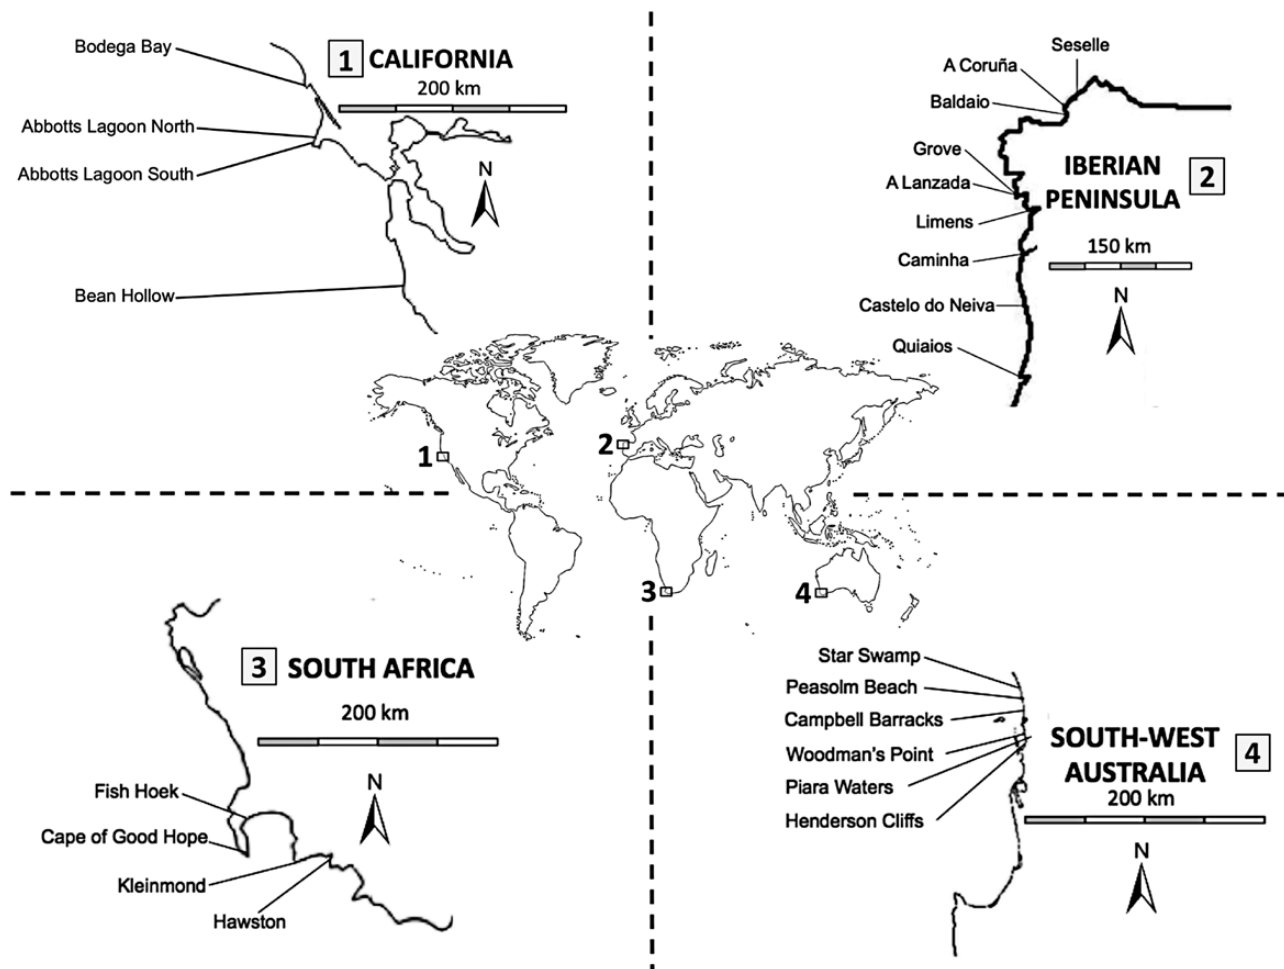 Bodega Bay
1 CALIFORNIA
200 km
Abbotts Lagoon North
Abbotts Lagoon South
N
Bean Hollow
Seselle
A Coruña
Baldaio
Grove
A Lanzada
Limens
Caminha
Castelo do Neiva
Quiaios
IBERIAN
PENINSULA
2
150 km
N
1
2
3
4
3 SOUTH AFRICA
200 km
N
Fish Hoek
Cape of Good Hope
Kleinmond
Hawston
Star Swamp
Peasolm Beach
Campbell Barracks
Woodman's Point
Piara Waters
Henderson Cliffs
SOUTH-WEST
AUSTRALIA
4
200 km
N